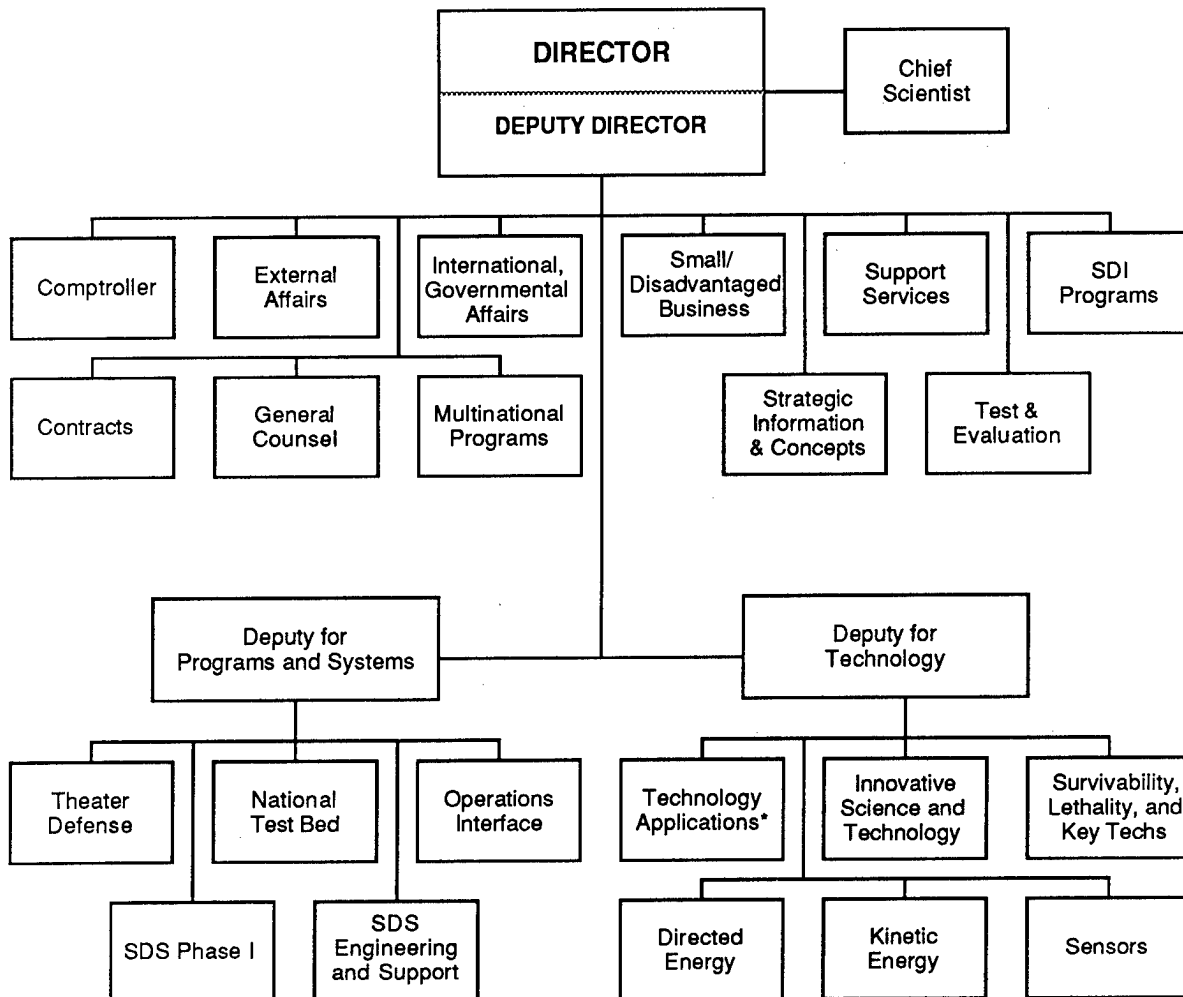 DIRECTOR
DEPUTY DIRECTOR
Chief
Scientist
Comptroller
External
Affairs
International,
Governmental
Affairs
Small/
Disadvantaged
Business
Support
Services
SDI
Programs
Contracts
General
Counsel
Multinational
Programs
Strategic
Information
& Concepts
Test &
Evaluation
Deputy for
Programs and Systems
Deputy for
Technology
Theater
Defense
National
Test Bed
Operations
Interface
Technology
Applications*
Innovative
Science and
Technology
Survivability,
Lethality, and
Key Techs
SDS Phase I
SDS
Engineering
and Support
Directed
Energy
Kinetic
Energy
Sensors